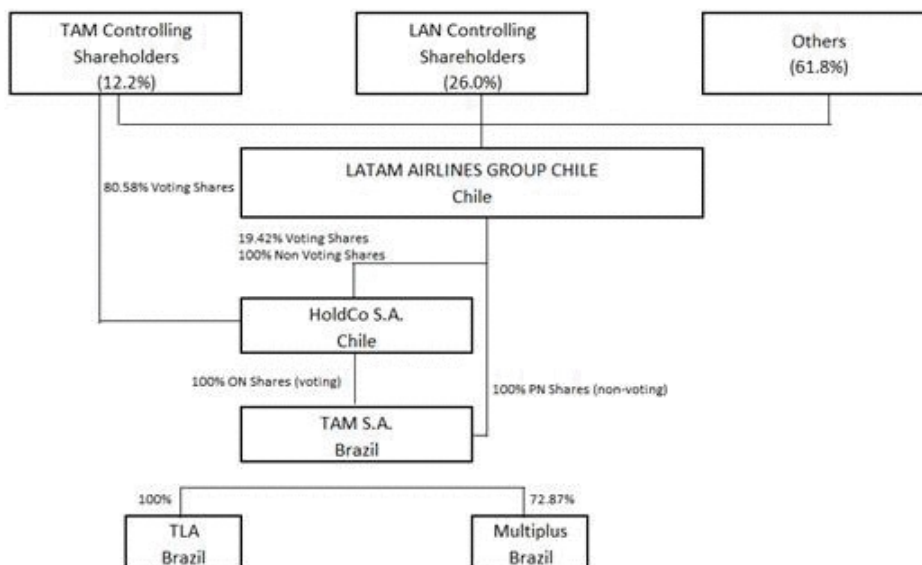 TAM Controlling
Shareholders
(12.2%)
LAN Controlling
Shareholders
(26.0%)
Others
(61.8%)
80.58% Voting Shares
LATAM AIRLINES GROUP CHILE
Chile
19.42% Voting Shares
100% Non Voting Shares
HoldCo S.A.
Chile
100% ON Shares (voting)
100% PN Shares (non-voting)
TAM S.A.
Brazil
100%
72.87%
TLA
Brazil
Multiplus
Brazil